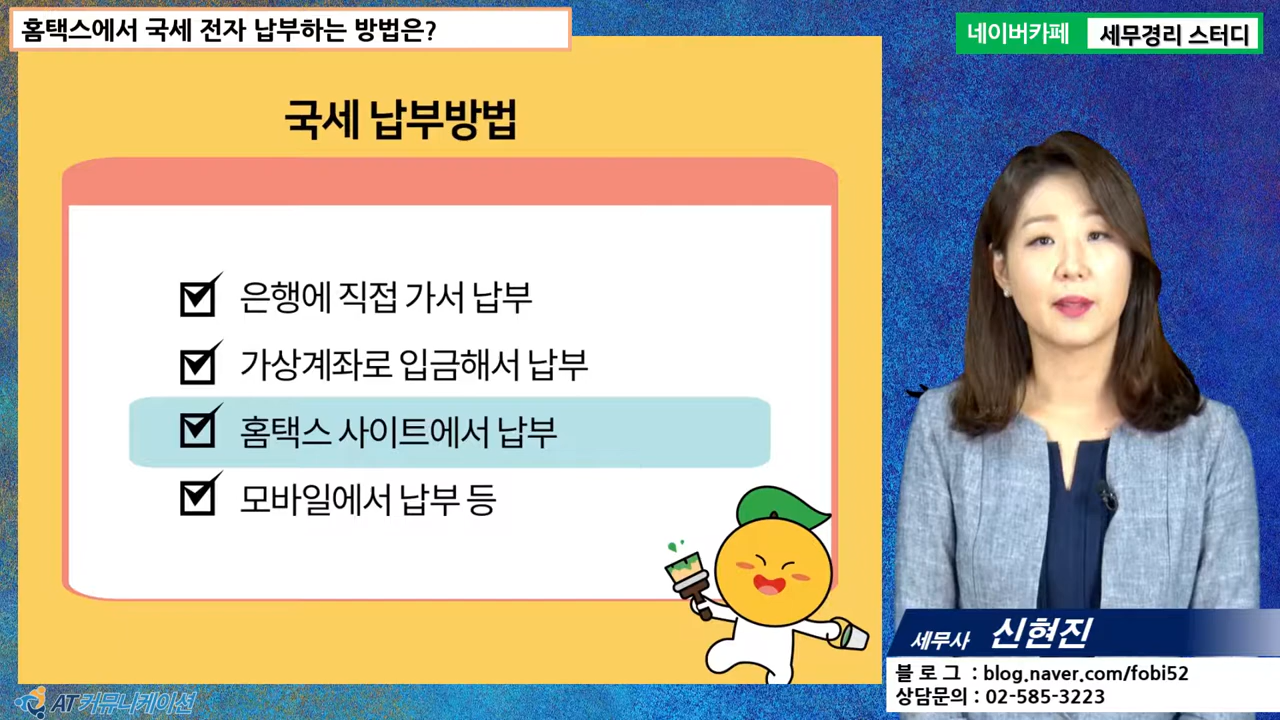 홈택스에서 국세 전자 납부하는 방법은?
네이버카페 세무경리 스터디
국세 납부방법
은행에 직접 가서 납부
가상계좌로 입금해서 납부
홈택스 사이트에서 납부
모바일에서 납부 등
세무사 신현진
블로그 : blog.naver.com/fobi52
상담문의 : 02-585-3223
AT커뮤니케이션